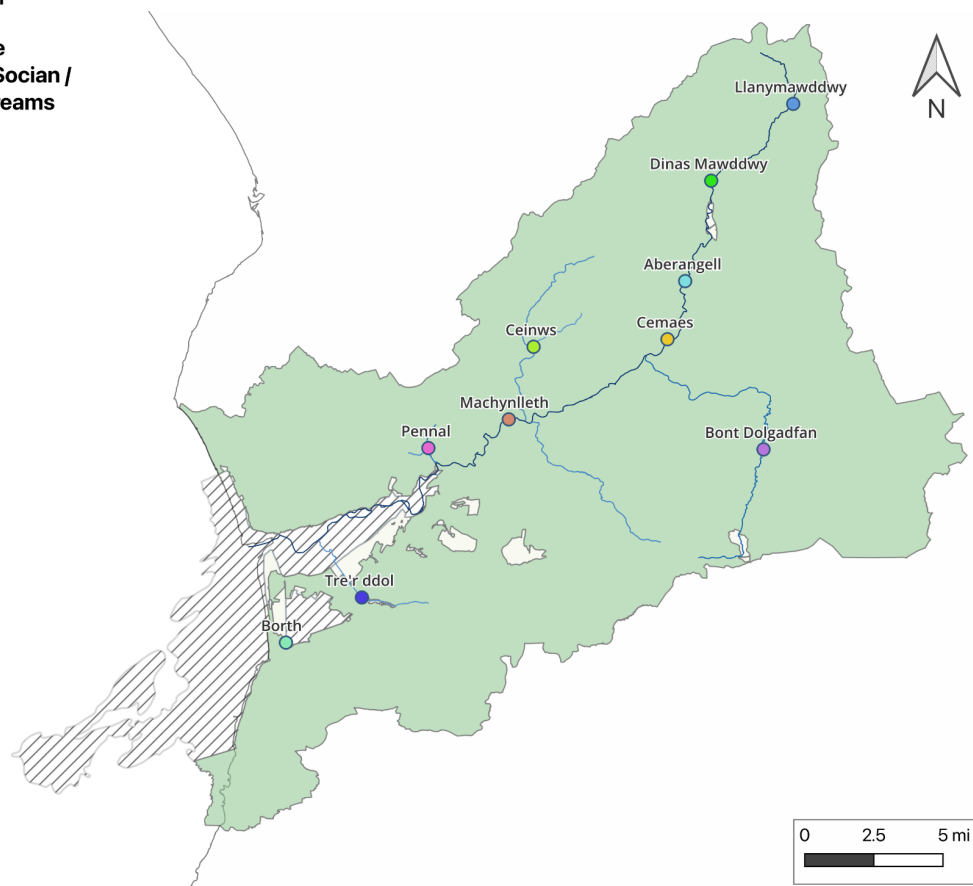 e
Socian /
reams
N
Llanymawddwy
Dinas Mawddwy
Aberangell
Cemaes
Ceinws
Machynlleth
Pennal
Bont Dolgadfan
Tre'r ddol
Borth
0 2.5 5 mi